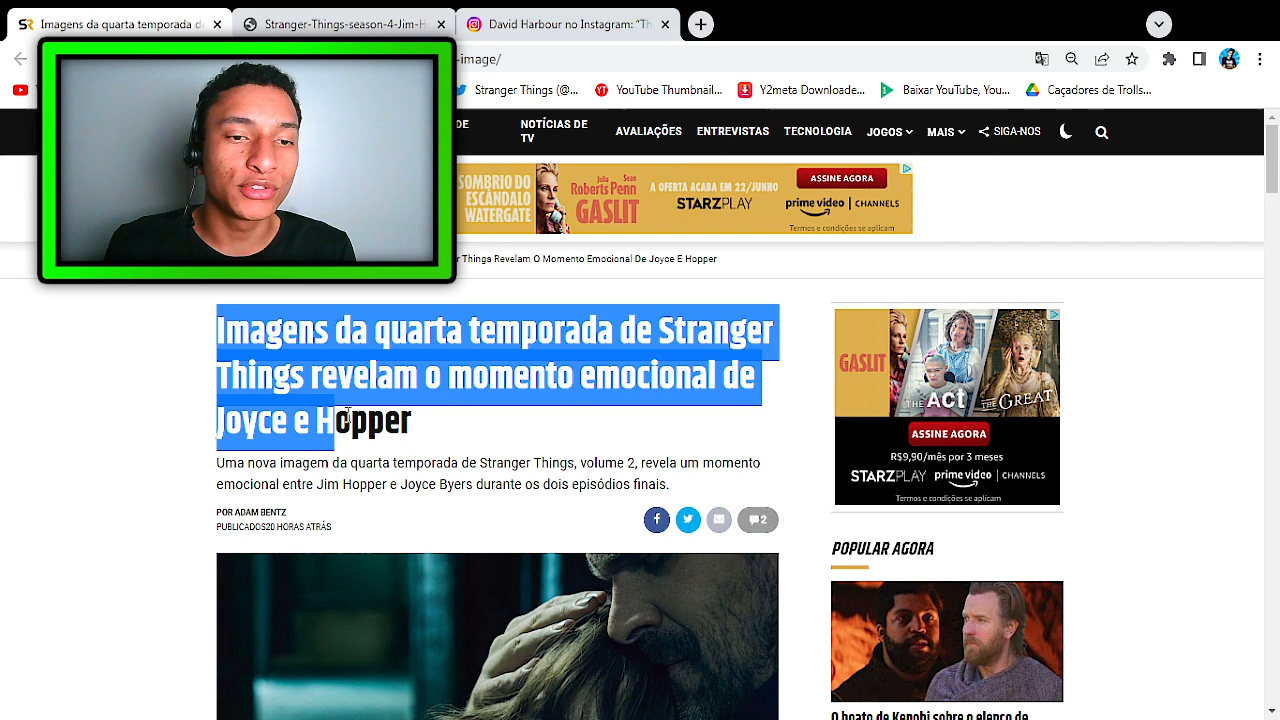 SR Imagens da quarta temporada d
Stranger-Things-season-4-Jim-H
David Harbour no Instagram: "Th
-image/
Stranger Things (@...
YouTube Thumbnail...
Y2meta Downloade...
Baixar YouTube, You...
Caçadores de Trolls...
DE
NOTÍCIAS DE
TV
AVALIAÇÕES
ENTREVISTAS
TECNOLOGIA
JOGOS
MAIS
SIGA-NOS
SOMBRIO DO
ESCÂNDALO
WATERGATE
Julia Sean
Roberts Penn
GASLIT
A OFERTA ACABA EM 22/JUNHO
STARZPLAY
ASSINE AGORA
prime video | CHANNELS
Termos e condições se aplicam
r Things Revelam O Momento Emocional De Joyce E Hopper
Imagens da quarta temporada de Stranger
Things revelam o momento emocional de
Joyce e Hopper
Uma nova imagem da quarta temporada de Stranger Things, volume 2, revela um momento
emocional entre Jim Hopper e Joyce Byers durante os dois episódios finais.
POR ADAM BENTZ
PUBLICADOS20 HORAS ATRÁS
2
GASLIT
THE ACT
THE GREAT
ASSINE AGORA
R$9,90/mês por 3 meses
STARZPLAY prime video | CHANNELS
Termos e condições se aplicam
POPULAR AGORA
O boato de Kenobi sobre o elenco de